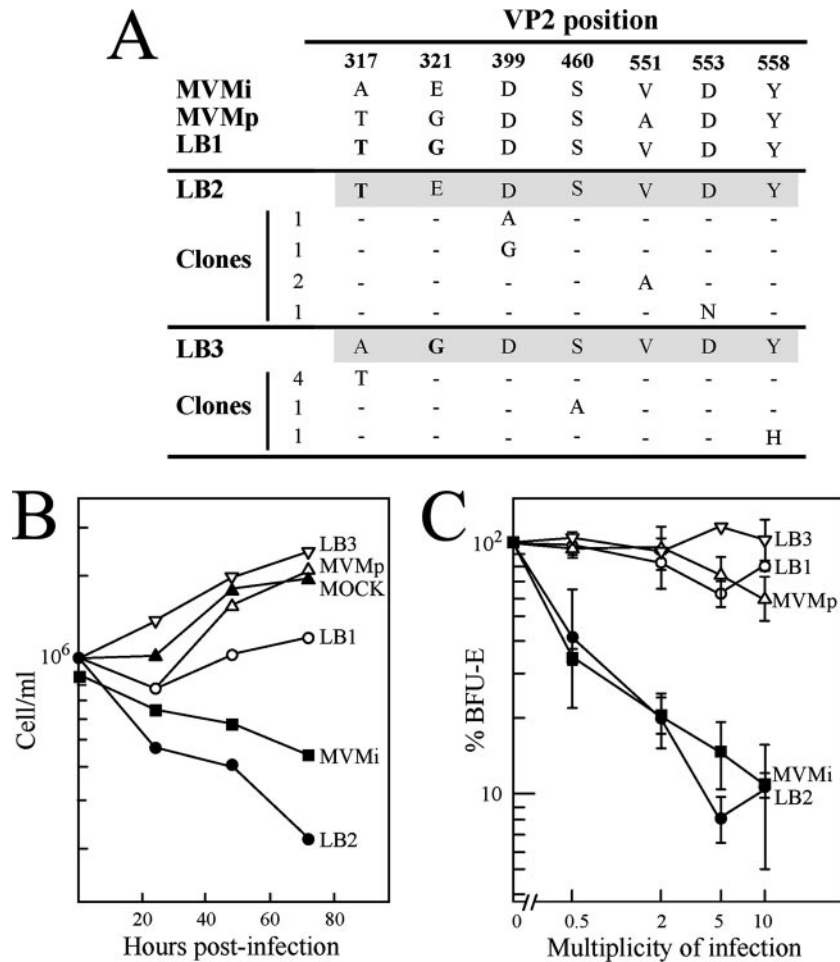 A
VP2 position
317 321 399 460 551 553 558
MVMi A E D S V D Y
MVMp T G D S A D Y
LB1 T G D S V D Y
LB2 T E D S V D Y
Clones
1 - - A - - - -
1 - - G - - - -
2 - - - - A - -
1 - - - - - N -
LB3 A G D S V D Y
Clones
4 T - - - - - -
1 - - - A - - -
1 - - - - - - H
B
Cell/ml
10^6
LB3
MVMp
MOCK
LB1
MVMi
LB2
20 40 60 80
Hours post-infection
C
% BFU-E
10^2
10
LB3
LB1
MVMp
MVMi
LB2
0 0.5 2 5 10
Multiplicity of infection